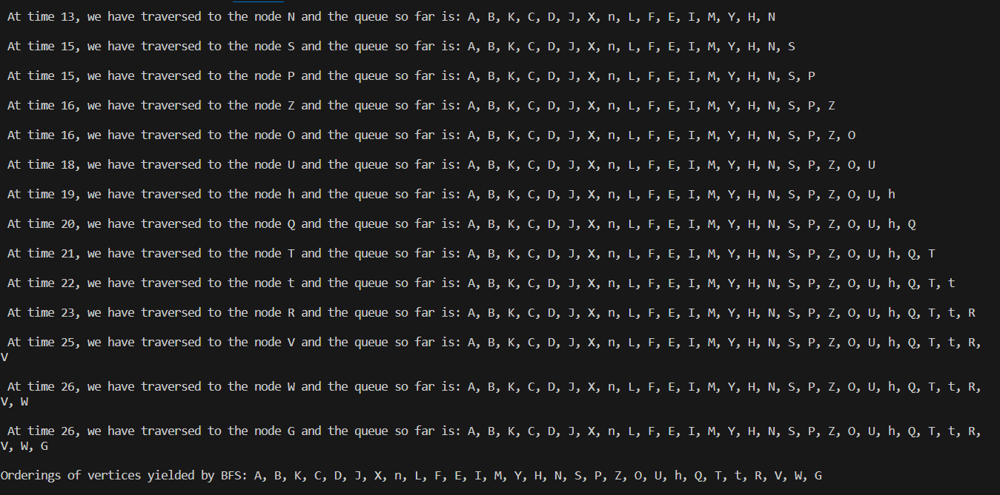 At time 13, we have traversed to the node N and the queue so far is: A, B, K, C, D, J, X, n, L, F, E, I, M, Y, H, N
At time 15, we have traversed to the node S and the queue so far is: A, B, K, C, D, J, X, n, L, F, E, I, M, Y, H, N, S
At time 15, we have traversed to the node P and the queue so far is: A, B, K, C, D, J, X, n, L, F, E, I, M, Y, H, N, S, P
At time 16, we have traversed to the node Z and the queue so far is: A, B, K, C, D, J, X, n, L, F, E, I, M, Y, H, N, S, P, Z
At time 16, we have traversed to the node O and the queue so far is: A, B, K, C, D, J, X, n, L, F, E, I, M, Y, H, N, S, P, Z, O
At time 18, we have traversed to the node U and the queue so far is: A, B, K, C, D, J, X, n, L, F, E, I, M, Y, H, N, S, P, Z, O, U
At time 19, we have traversed to the node h and the queue so far is: A, B, K, C, D, J, X, n, L, F, E, I, M, Y, H, N, S, P, Z, O, U, h
At time 20, we have traversed to the node Q and the queue so far is: A, B, K, C, D, J, X, n, L, F, E, I, M, Y, H, N, S, P, Z, O, U, h, Q
At time 21, we have traversed to the node T and the queue so far is: A, B, K, C, D, J, X, n, L, F, E, I, M, Y, H, N, S, P, Z, O, U, h, Q, T
At time 22, we have traversed to the node t and the queue so far is: A, B, K, C, D, J, X, n, L, F, E, I, M, Y, H, N, S, P, Z, O, U, h, Q, T, t
At time 23, we have traversed to the node R and the queue so far is: A, B, K, C, D, J, X, n, L, F, E, I, M, Y, H, N, S, P, Z, O, U, h, Q, T, t, R
At time 25, we have traversed to the node V and the queue so far is: A, B, K, C, D, J, X, n, L, F, E, I, M, Y, H, N, S, P, Z, O, U, h, Q, T, t, R,
V
At time 26, we have traversed to the node W and the queue so far is: A, B, K, C, D, J, X, n, L, F, E, I, M, Y, H, N, S, P, Z, O, U, h, Q, T, t, R,
V, W
At time 26, we have traversed to the node G and the queue so far is: A, B, K, C, D, J, X, n, L, F, E, I, M, Y, H, N, S, P, Z, O, U, h, Q, T, t, R,
V, W, G
Orderings of vertices yielded by BFS: A, B, K, C, D, J, X, n, L, F, E, I, M, Y, H, N, S, P, Z, O, U, h, Q, T, t, R, V, W, G